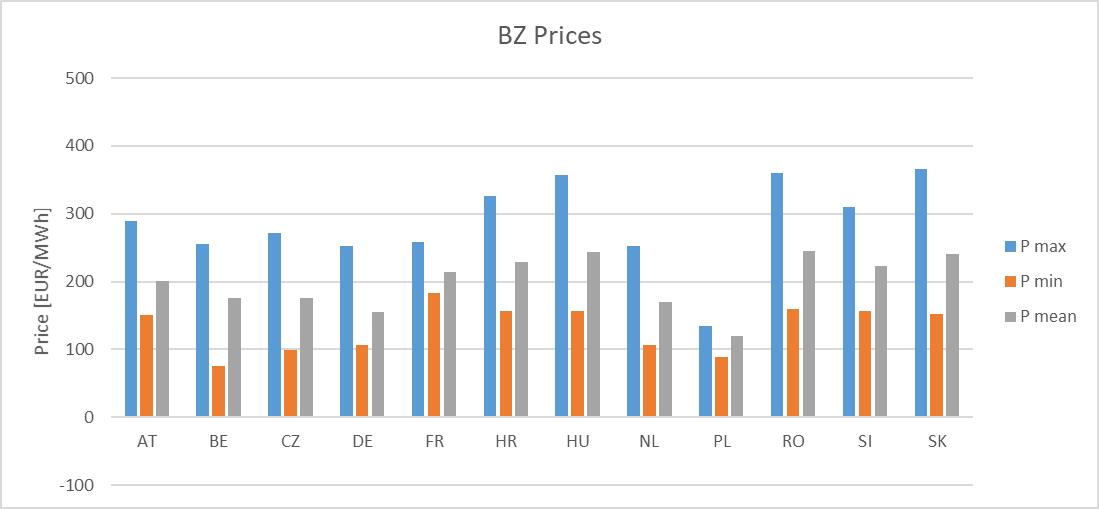 BZ Prices
Price [EUR/MWh]
500
400
300
200
100
0
-100
AT BE CZ DE FR HR HU NL PL RO SI SK
P max
P min
P mean